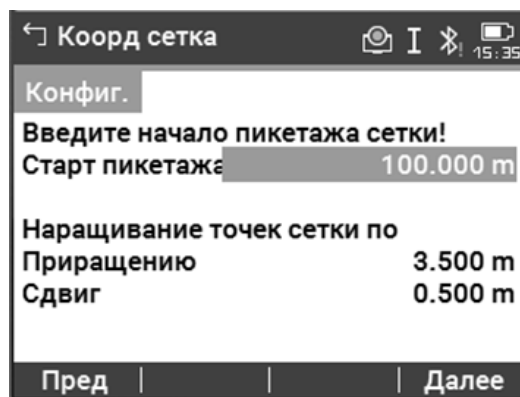 Коорд сетка
I
15:35
Конфиг.
Введите начало пикетажа сетки!
Старт пикетажа 100.000 m
Наращивание точек сетки по
Приращению 3.500 m
Сдвиг 0.500 m
Пред Далее